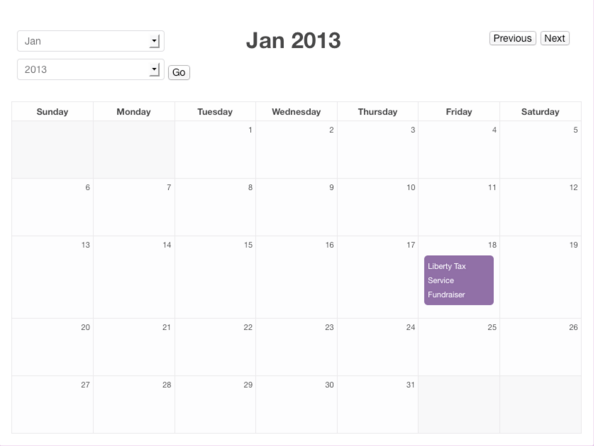 Jan
Jan 2013
Previous Next
2013
Go
Sunday Monday Tuesday Wednesday Thursday Friday Saturday
1 2 3 4 5
6 7 8 9 10 11 12
13 14 15 16 17 18 19
Liberty Tax
Service
Fundraiser
20 21 22 23 24 25 26
27 28 29 30 31